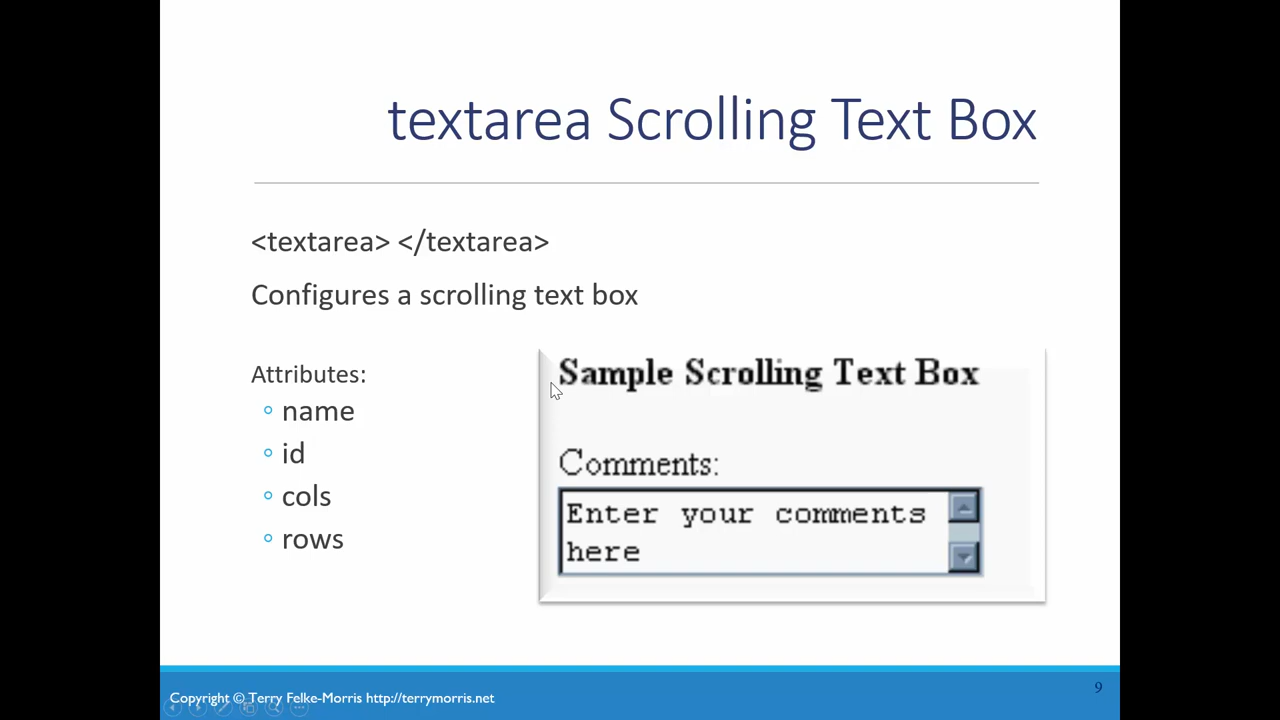 textarea Scrolling Text Box
<textarea> </textarea>
Configures a scrolling text box
Attributes:
name
id
cols
rows
Sample Scrolling Text Box
Comments:
Enter your comments
here
Copyright © Terry Felke-Morris http://terrymorris.net
9